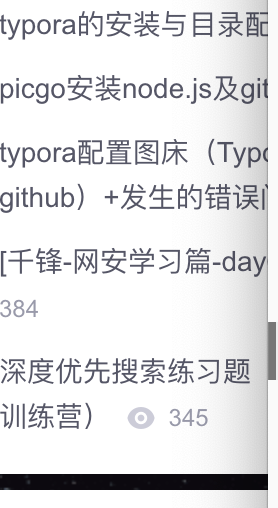 typora的安装与目录配
picgo安装node.js及git
typora配置图床（Typo
github）+发生的错误
[千锋-网安学习篇-day
384
深度优先搜索练习题
训练营） 345